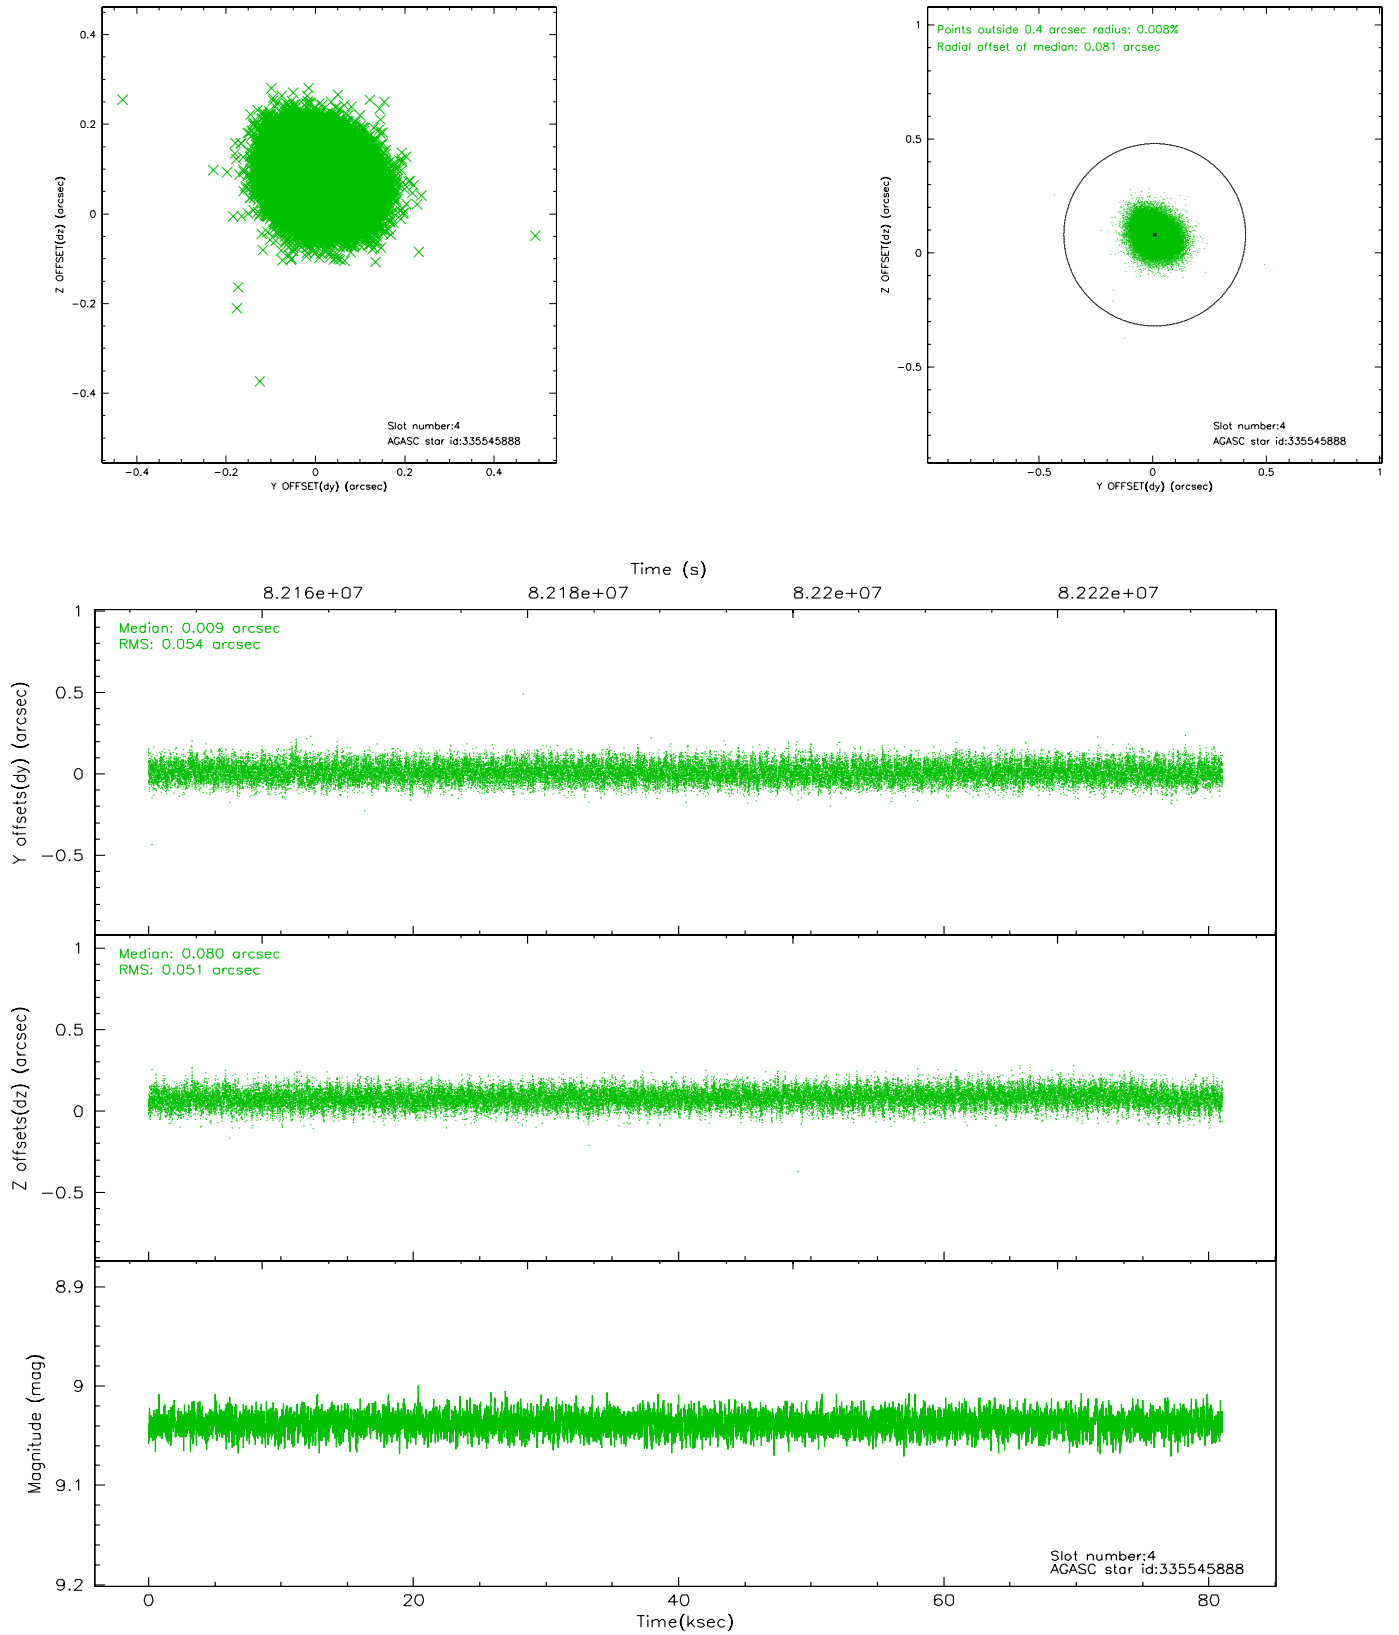 0.4
0.2
0
−0.2
−0.4
Z OFFSET(dz) (arcsec)
Slot number:4
AGASC star id:335545888
−0.4
−0.2
0
0.2
0.4
Y OFFSET(dy) (arcsec)
Points outside 0.4 arcsec radius: 0.008%
Radial offset of median: 0.081 arcsec
1
0.5
0
−0.5
Z OFFSET(dz) (arcsec)
Slot number:4
AGASC star id:335545888
−0.5
0
0.5
1
Y OFFSET(dy) (arcsec)
Time (s)
8.216e+07
8.218e+07
8.22e+07
8.222e+07
Median: 0.009 arcsec
RMS: 0.054 arcsec
1
0.5
0
−0.5
Y offsets(dy) (arcsec)
Median: 0.080 arcsec
RMS: 0.051 arcsec
1
0.5
0
−0.5
Z offsets(dz) (arcsec)
8.9
9
9.1
9.2
Magnitude (mag)
Slot number:4
AGASC star id:335545888
0
20
40
60
80
Time(ksec)